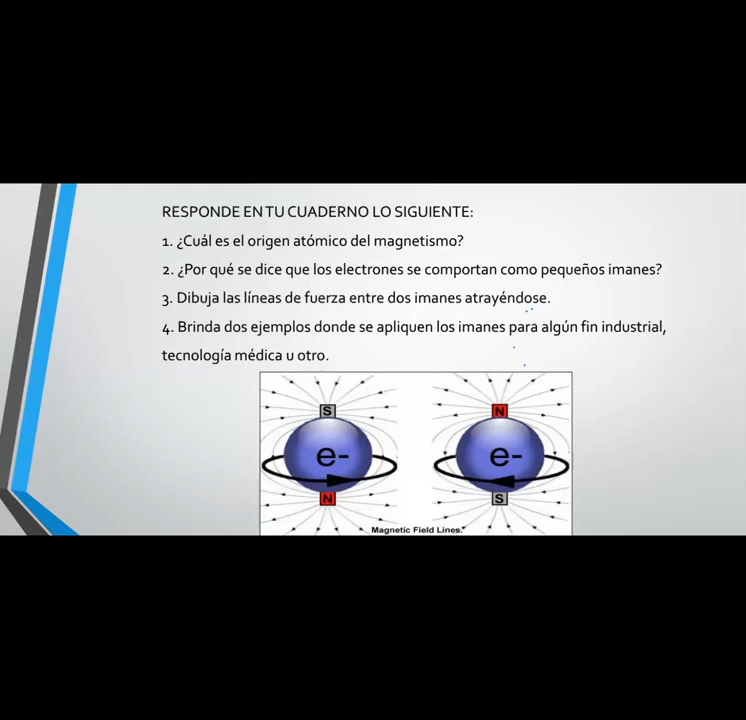 RESPONDE EN TU CUADERNO LO SIGUIENTE:
1. ¿Cuál es el origen atómico del magnetismo?
2. ¿Por qué se dice que los electrones se comportan como pequeños imanes?
3. Dibuja las líneas de fuerza entre dos imanes atrayéndose.
4. Brinda dos ejemplos donde se apliquen los imanes para algún fin industrial,
tecnología médica u otro.
S
N
e-
e-
N
S
Magnetic Field Lines.